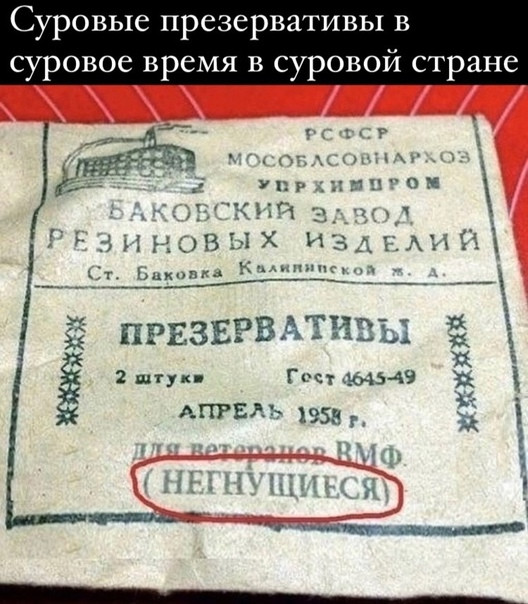 Суровые презервативы в
суровое время в суровой стране
РСФСР
МОСОБЛСОВНАРХОЗ
УПРХИМПРОМ
БАКОВСКИЙ ЗАВОД
РЕЗИНОВЫХ ИЗДЕЛИЙ
Ст. Баковка Калининской ж. д.
ПРЕЗЕРВАТИВЫ
2 штуки Гост 4645-49
АПРЕЛЬ 1958 г.
для ветеранов ВМФ
(НЕГНУЩИЕСЯ)